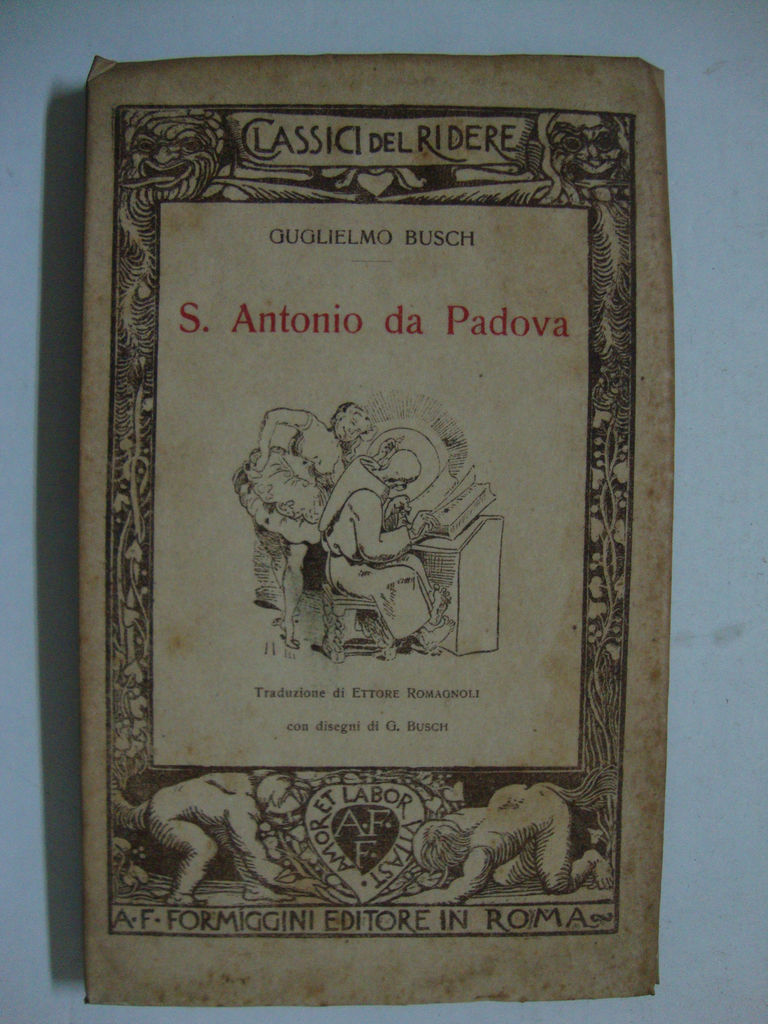 CLASSICI DEL RIDERE
GUGLIELMO BUSCH
S. Antonio da Padova
Traduzione di ETTORE ROMAGNOLI
con disegni di G. BUSCH
AMOR ET LABOR VITAST
A·F·
F·
A·F·FORMIGGINI EDITORE IN ROMA